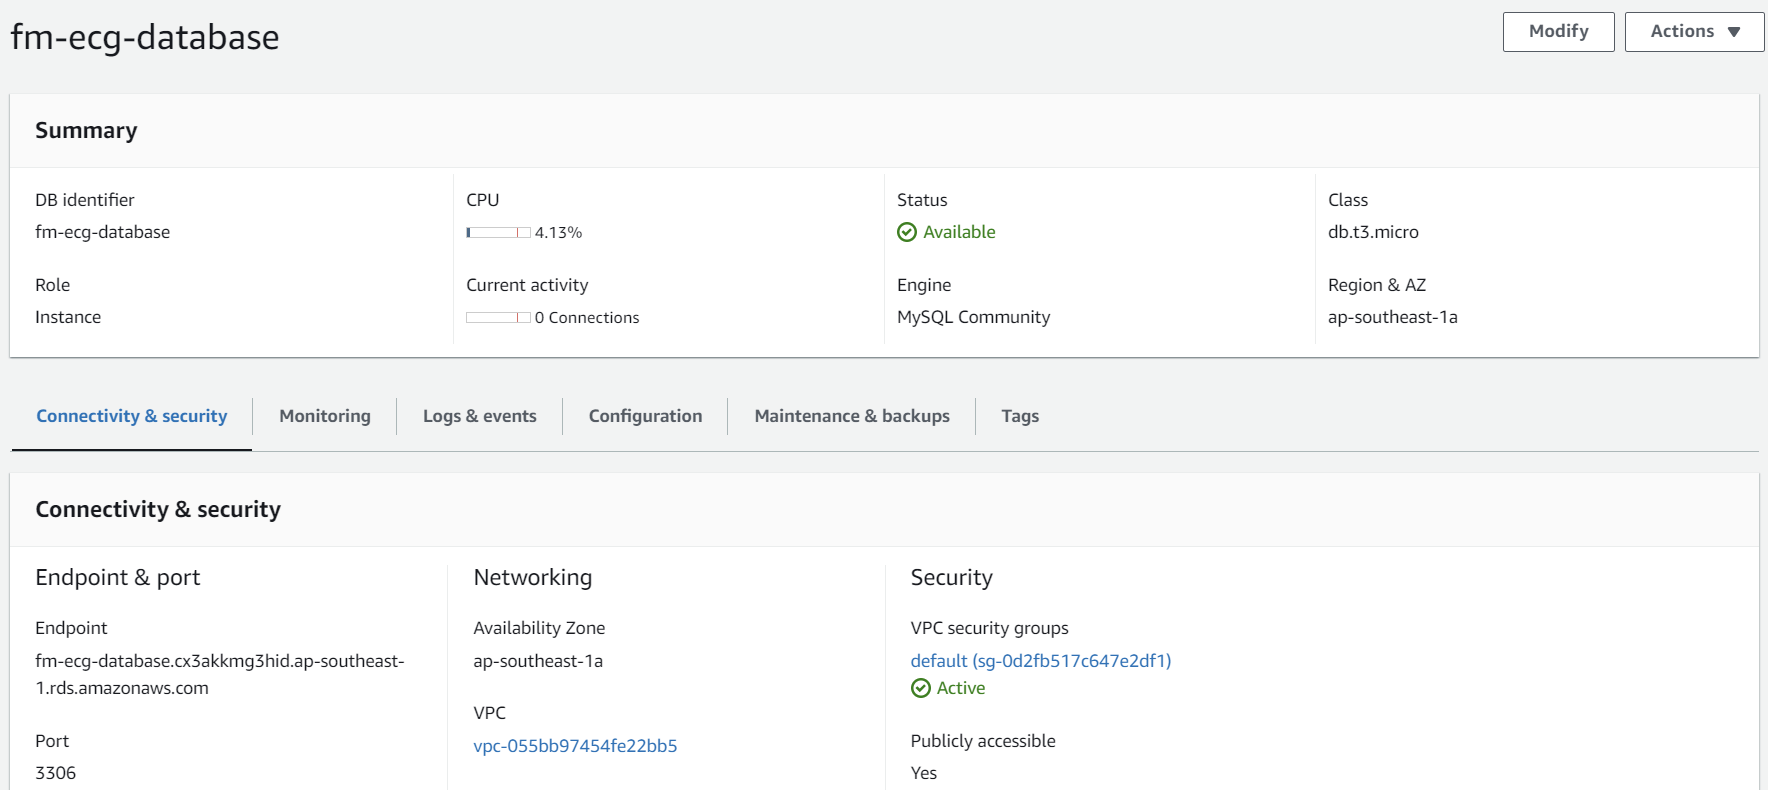 fm-ecg-database
Modify
Actions
Summary
DB identifier
fm-ecg-database
CPU
4.13%
Status
Available
Class
db.t3.micro
Role
Instance
Current activity
0 Connections
Engine
MySQL Community
Region & AZ
ap-southeast-1a
Connectivity & security
Monitoring
Logs & events
Configuration
Maintenance & backups
Tags
Connectivity & security
Endpoint & port
Endpoint
fm-ecg-database.cx3akkmg3hid.ap-southeast-
1.rds.amazonaws.com
Port
3306
Networking
Availability Zone
ap-southeast-1a
VPC
vpc-055bb97454fe22bb5
Security
VPC security groups
default (sg-0d2fb517c647e2df1)
Active
Publicly accessible
Yes